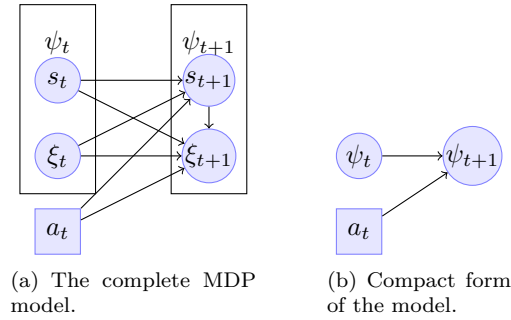 ψt ψt+1
st st+1
ξt ξt+1
at
(a) The complete MDP
model.
ψt ψt+1
at
(b) Compact form
of the model.